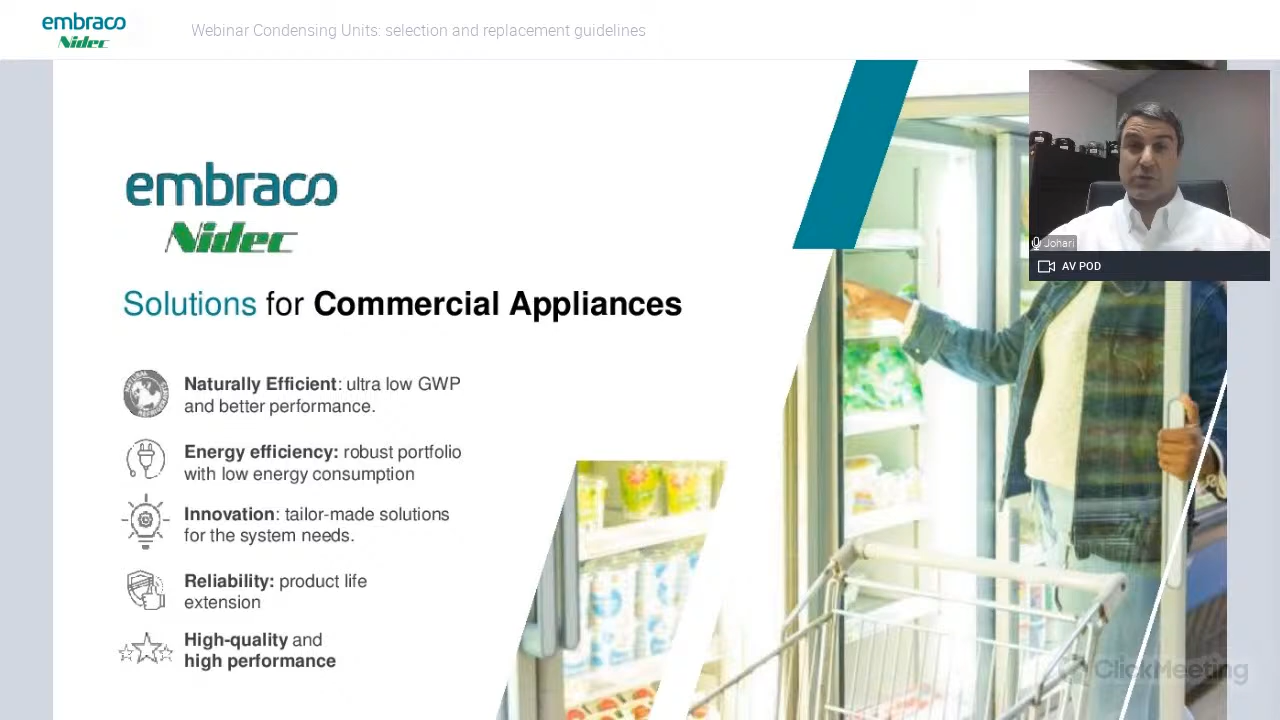 embraco
Nidec
Webinar Condensing Units: selection and replacement guidelines
embraco
Nidec
Solutions for Commercial Appliances
Naturally Efficient: ultra low GWP
and better performance.
Energy efficiency: robust portfolio
with low energy consumption
Innovation: tailor-made solutions
for the system needs.
Reliability: product life
extension
High-quality and
high performance
Johari
AV POD
ClickMeeting